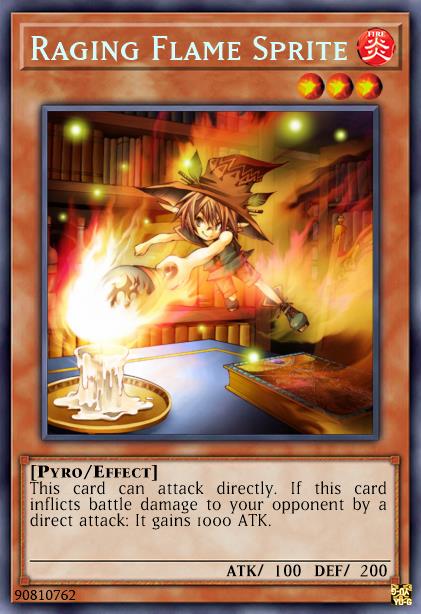 Raging Flame Sprite
FIRE
炎
[Pyro/Effect]
This card can attack directly. If this card
inflicts battle damage to your opponent by a
direct attack: It gains 1000 ATK.
ATK/ 100 DEF/ 200
90810762